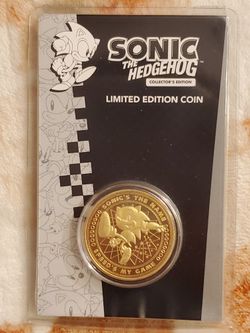 SONIC
THE HEDGEHOG
COLLECTOR'S EDITION
LIMITED EDITION COIN
SONIC'S THE NAME
SPEED'S MY GAME